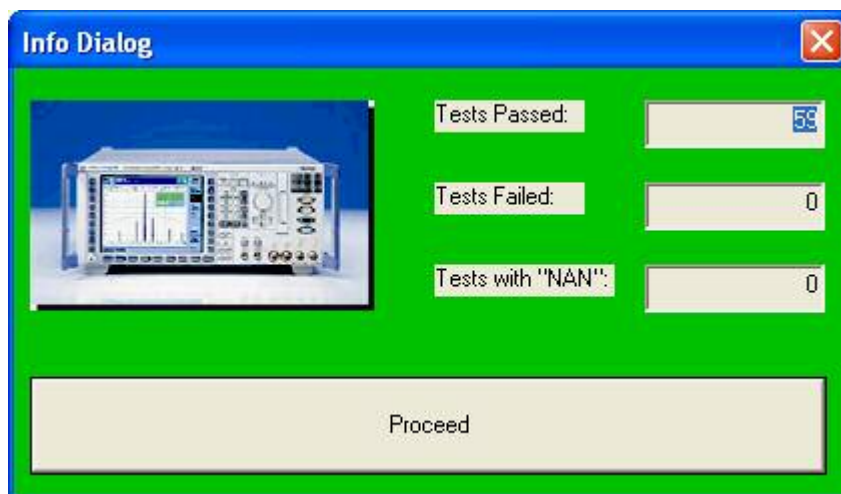 Info Dialog
Tests Passed: 59
Tests Failed: 0
Tests with "NAN": 0
Proceed